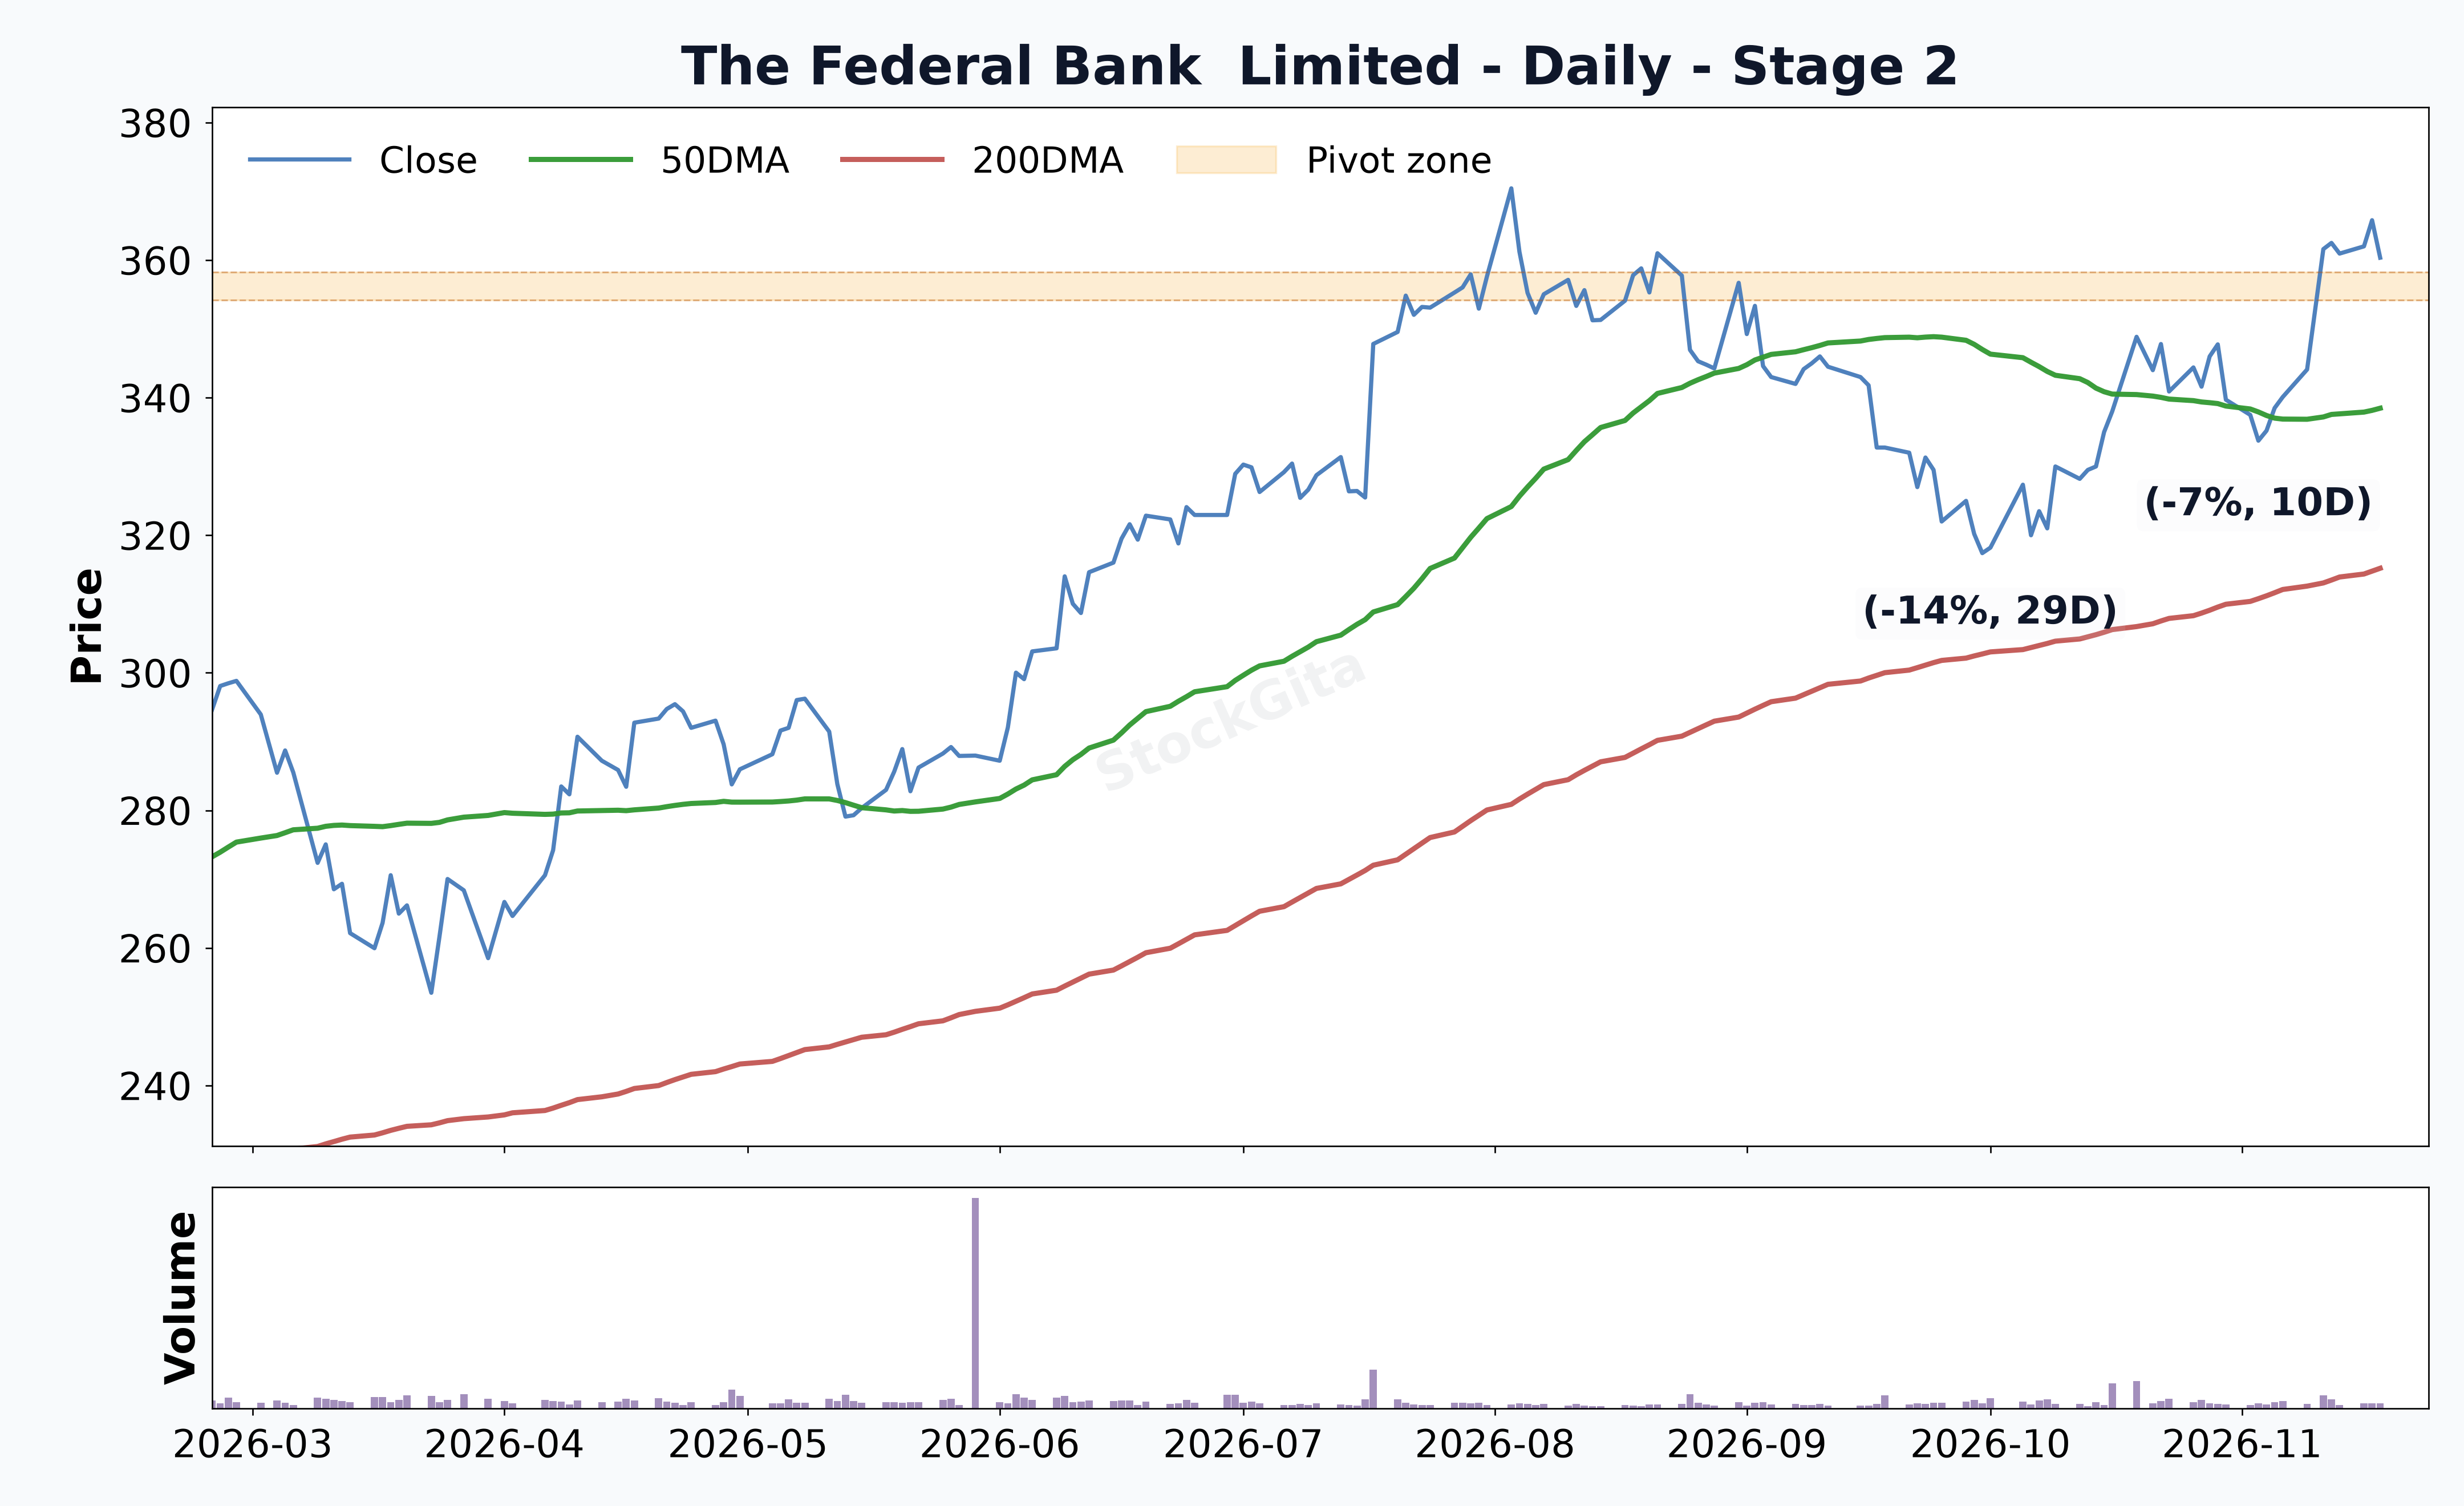 The Federal Bank  Limited - Daily - Stage 2
Close 50DMA 200DMA Pivot zone
380
360
340
320
300
280
260
240
Price
(-7%, 10D)
(-14%, 29D)
StockGita
Volume
2026-03 2026-04 2026-05 2026-06 2026-07 2026-08 2026-09 2026-10 2026-11